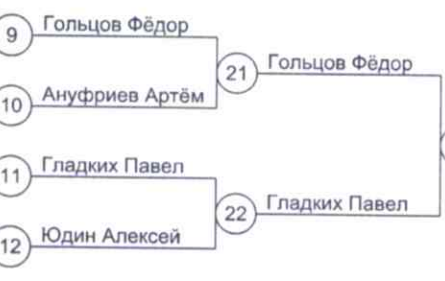 9 Гольцов Фёдор
21 Гольцов Фёдор
10 Ануфриев Артём
11 Гладких Павел
22 Гладких Павел
12 Юдин Алексей